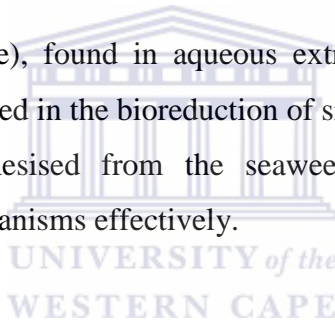 e), found in aqueous extr
ed in the bioreduction of s
esised from the seawee
anisms effectively.
UNIVERSITY of the
WESTERN CAPE